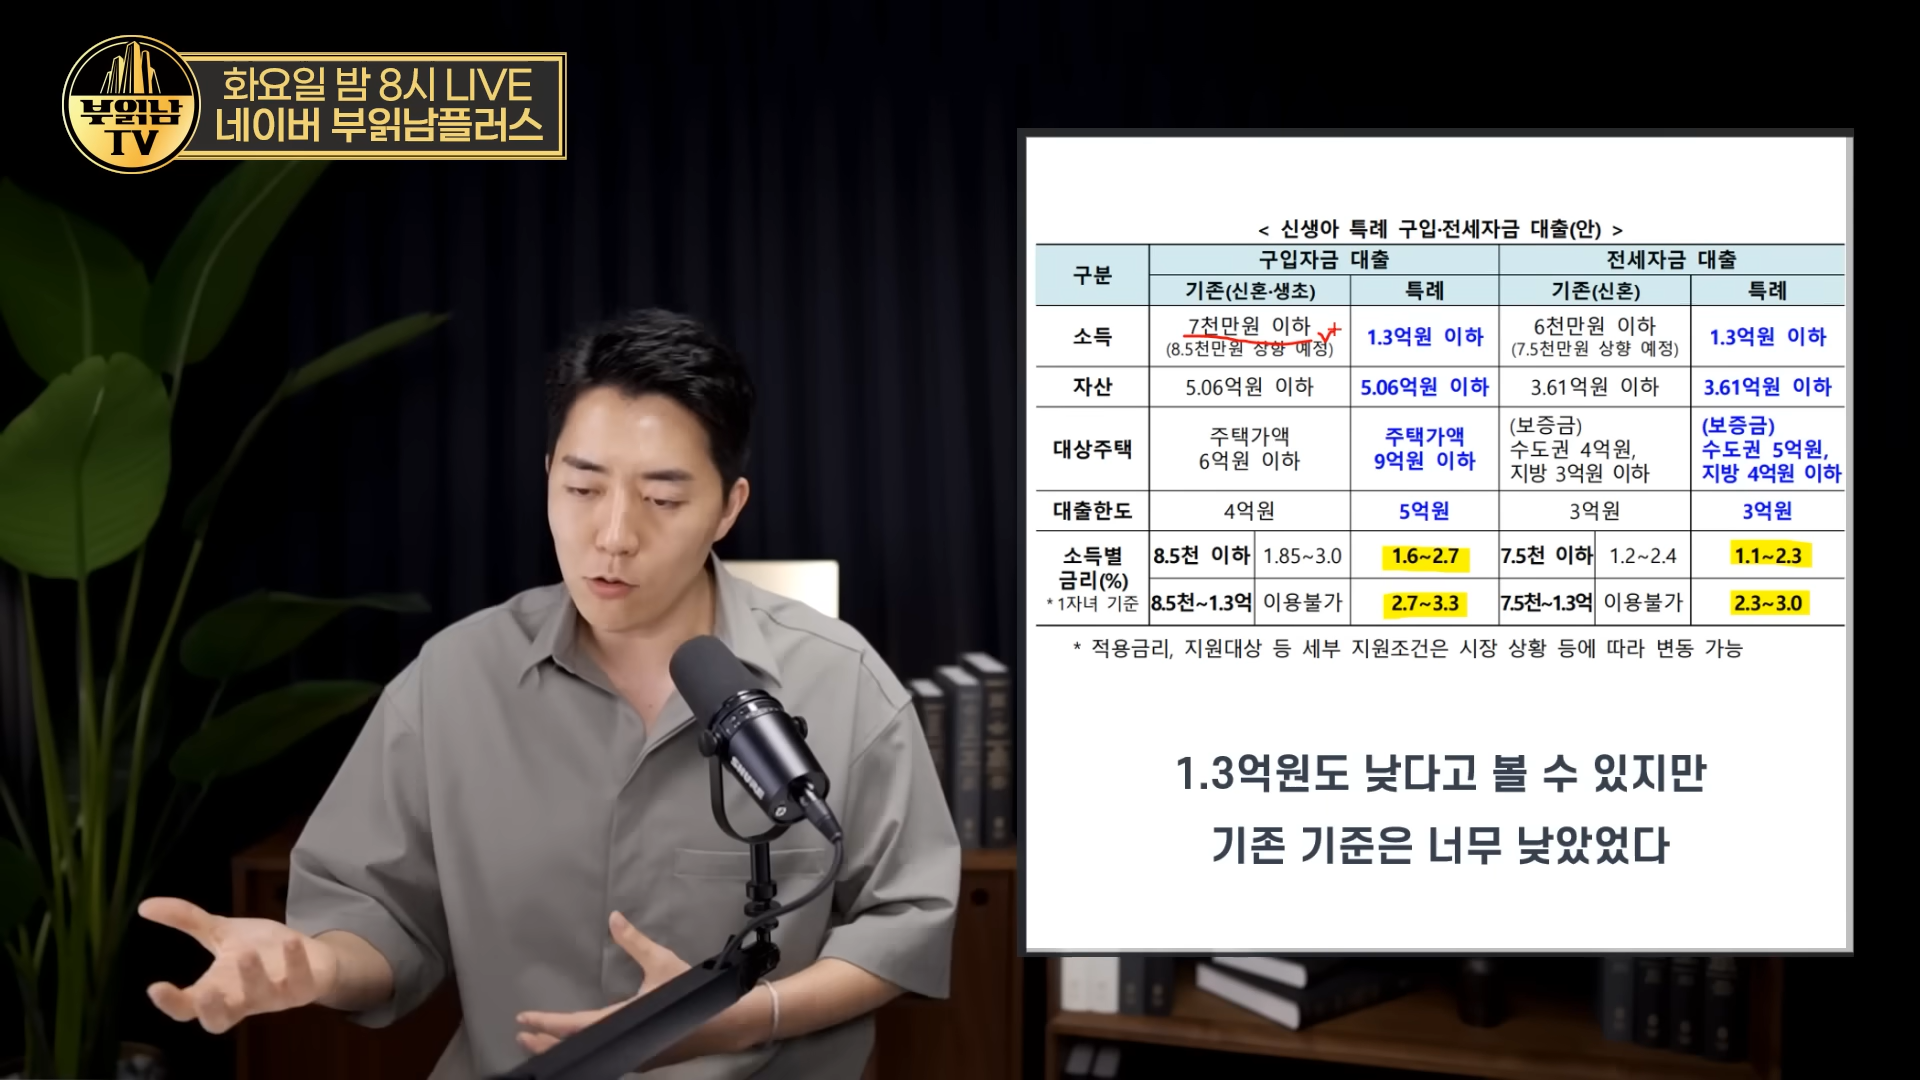 부읽남
TV
화요일 밤 8시 LIVE
네이버 부읽남플러스
< 신생아 특례 구입·전세자금 대출(안) >
구분
구입자금 대출
전세자금 대출
기존(신혼·생초)
특례
기존(신혼)
특례
소득
7천만원 이하
(8.5천만원 상향 예정)
1.3억원 이하
6천만원 이하
(7.5천만원 상향 예정)
1.3억원 이하
자산
5.06억원 이하
5.06억원 이하
3.61억원 이하
3.61억원 이하
대상주택
주택가액
6억원 이하
주택가액
9억원 이하
(보증금)
수도권 4억원,
지방 3억원 이하
(보증금)
수도권 5억원,
지방 4억원 이하
대출한도
4억원
5억원
3억원
3억원
소득별
금리(%)
* 1자녀 기준
8.5천 이하
1.85~3.0
1.6~2.7
7.5천 이하
1.2~2.4
1.1~2.3
8.5천~1.3억
이용불가
2.7~3.3
7.5천~1.3억
이용불가
2.3~3.0
* 적용금리, 지원대상 등 세부 지원조건은 시장 상황 등에 따라 변동 가능
1.3억원도 낮다고 볼 수 있지만
기존 기준은 너무 낮았었다
SHURE